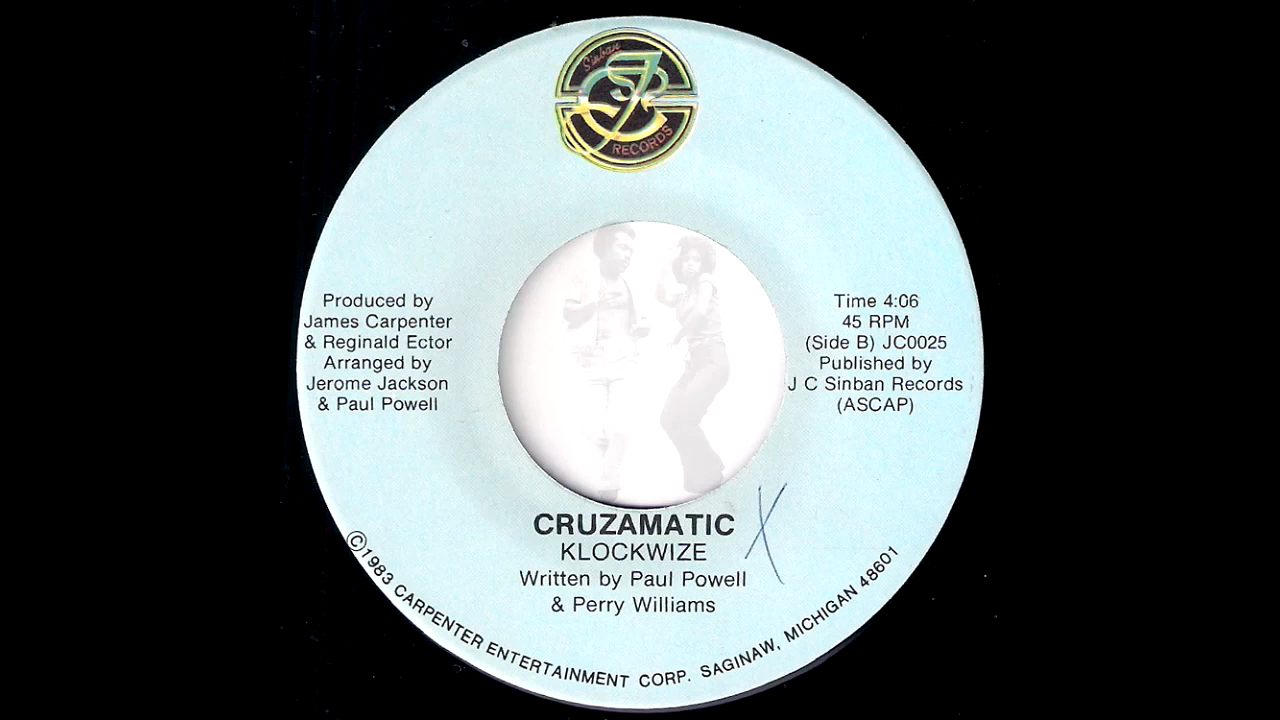 Sinban
RECORDS
Produced by
James Carpenter
& Reginald Ector
Arranged by
Jerome Jackson
& Paul Powell
Time 4:06
45 RPM
(Side B) JC0025
Published by
J C Sinban Records
(ASCAP)
CRUZAMATIC
KLOCKWIZE
Written by Paul Powell
& Perry Williams
©1983 CARPENTER ENTERTAINMENT CORP. SAGINAW, MICHIGAN 48601